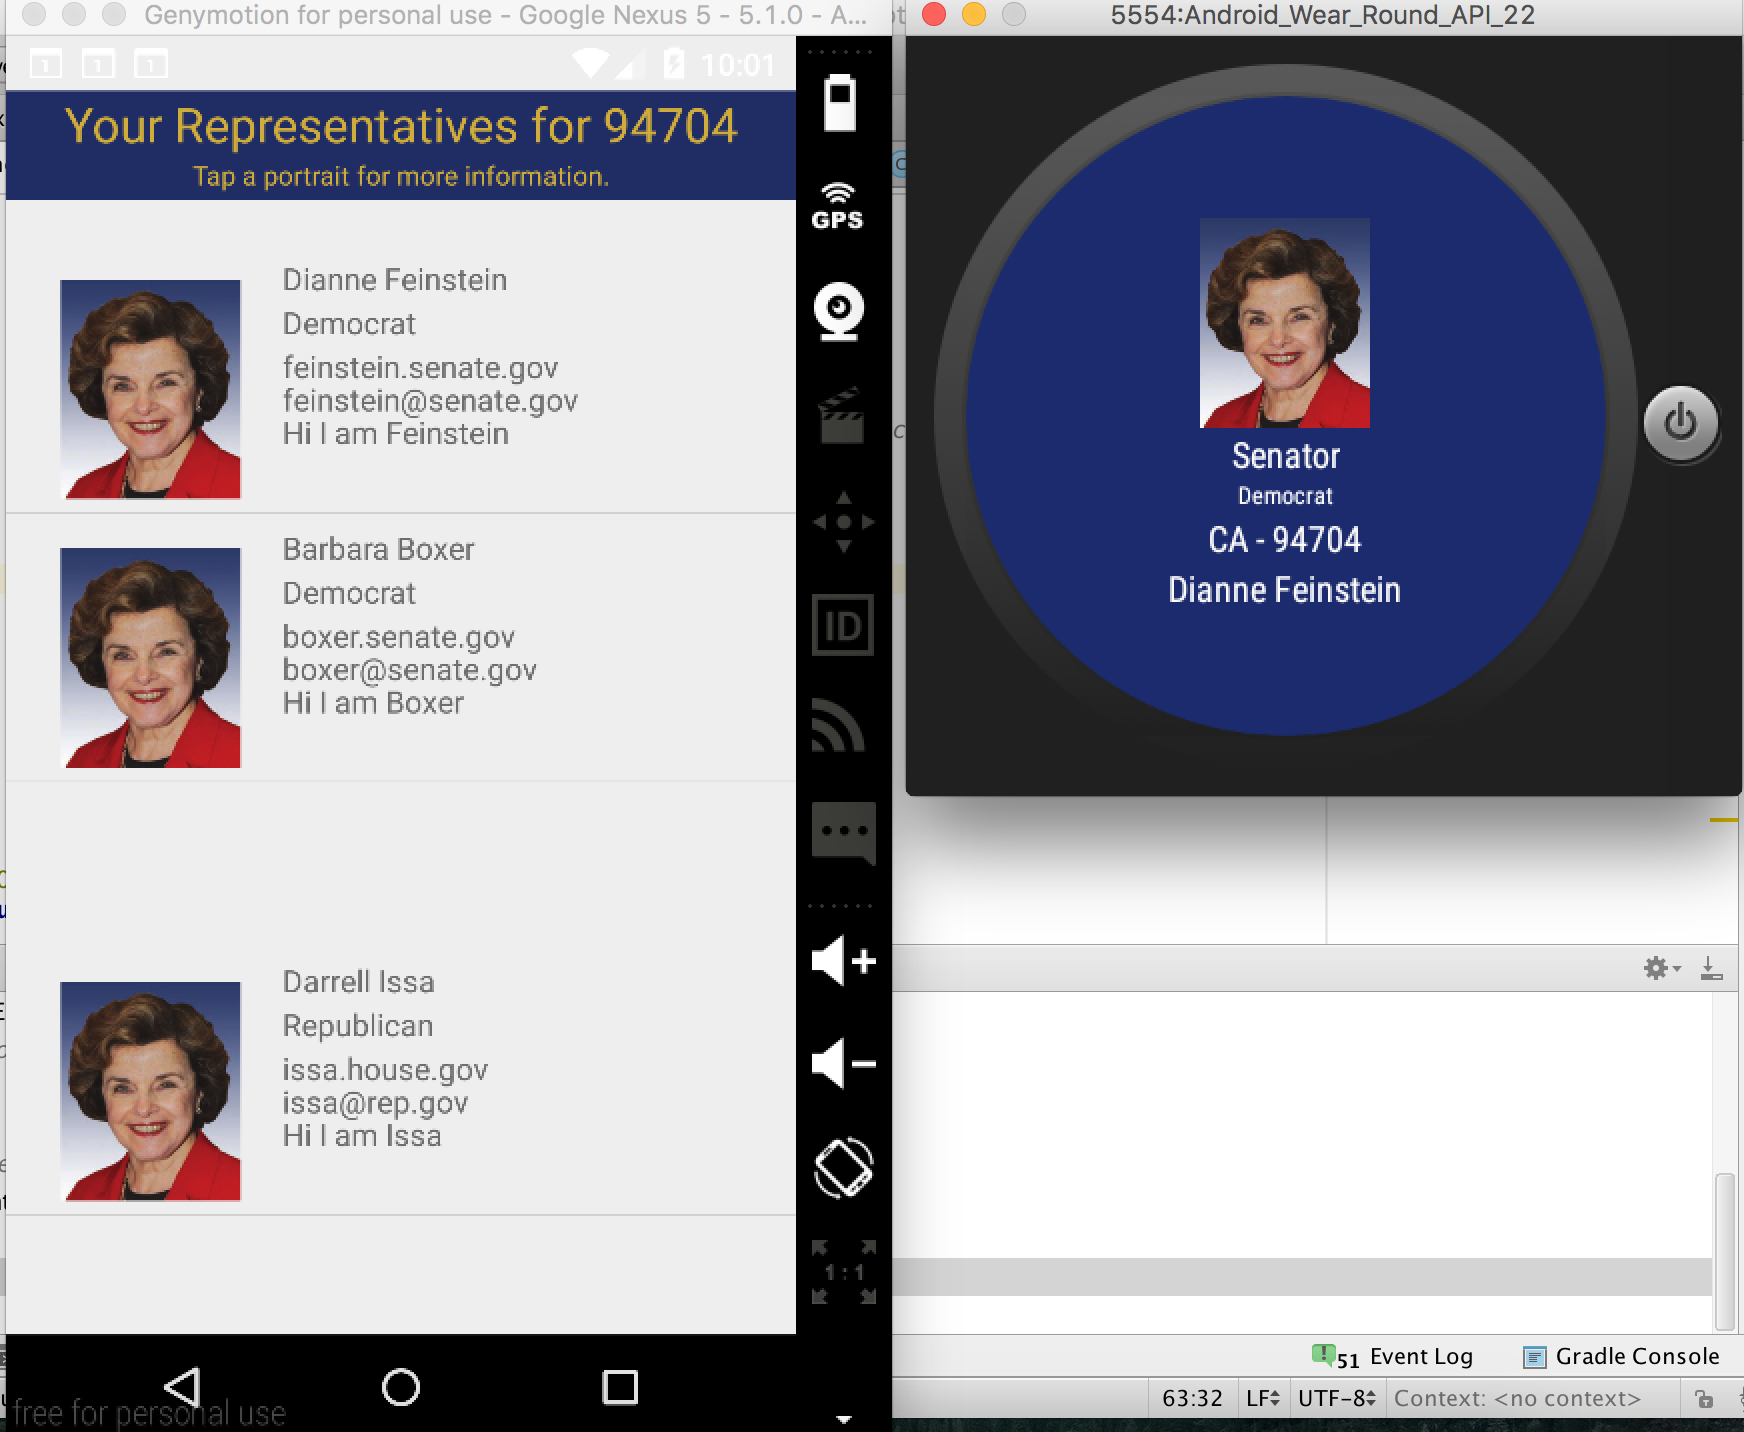 Genymotion for personal use - Google Nexus 5 - 5.1.0 - A...
1 1 1 10:01
Your Representatives for 94704
Tap a portrait for more information.
Dianne Feinstein
Democrat
feinstein.senate.gov
feinstein@senate.gov
Hi I am Feinstein
Barbara Boxer
Democrat
boxer.senate.gov
boxer@senate.gov
Hi I am Boxer
Darrell Issa
Republican
issa.house.gov
issa@rep.gov
Hi I am Issa
free for personal use
GPS
ID
1:1
5554:Android_Wear_Round_API_22
Senator
Democrat
CA - 94704
Dianne Feinstein
51 Event Log
Gradle Console
63:32 LF UTF-8 Context: <no context>